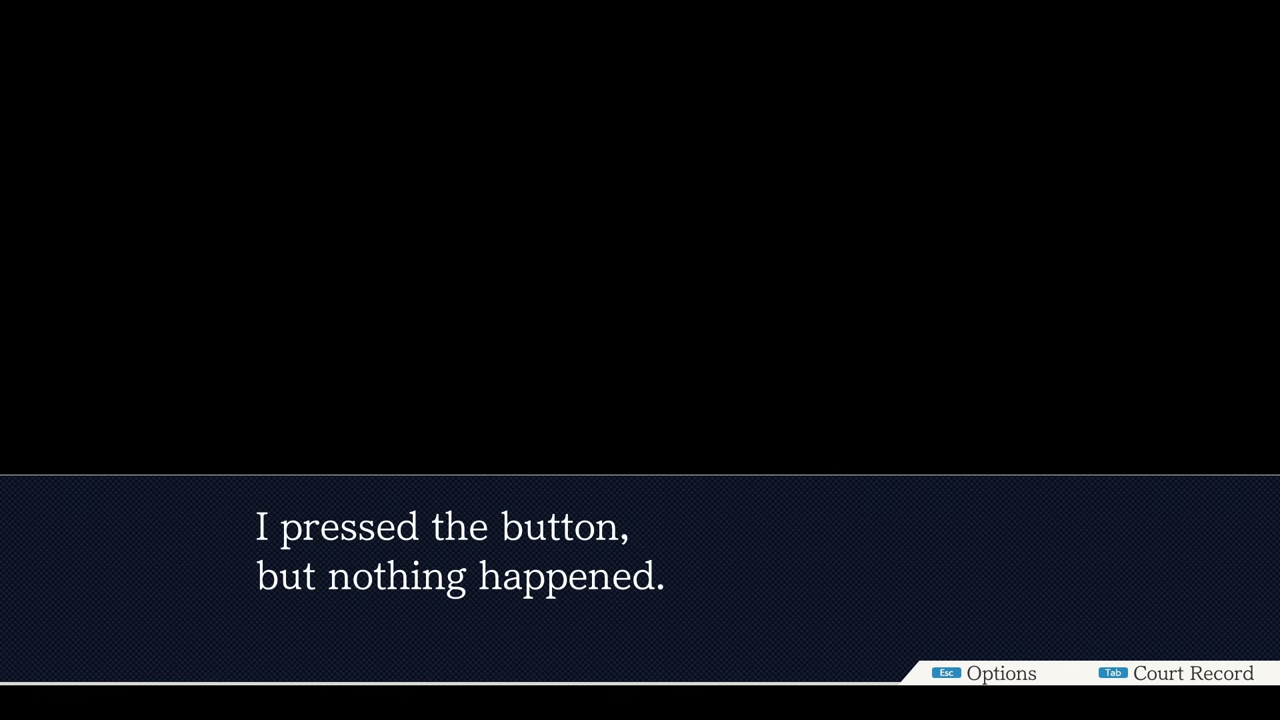 I pressed the button,
but nothing happened.
Esc Options Tab Court Record